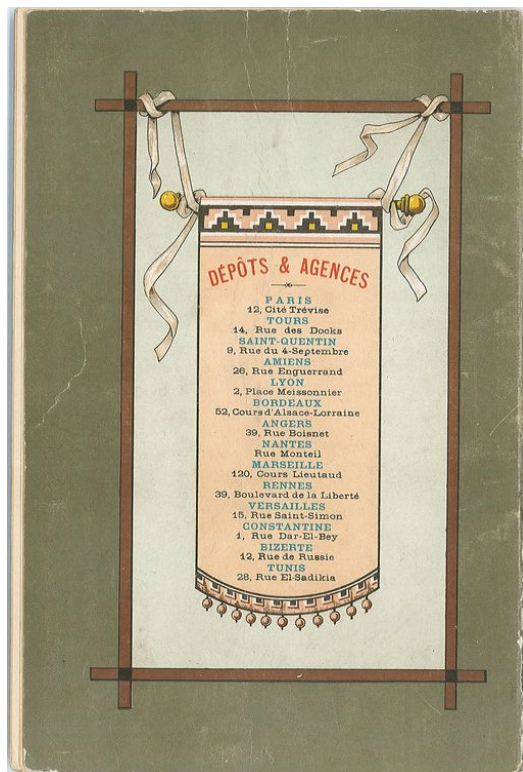 DÉPÔTS & AGENCES
PARIS
12, Cité Trévise
TOURS
14, Rue des Docks
SAINT-QUENTIN
9, Rue du 4-Septembre
AMIENS
26, Rue Enguerrand
LYON
2, Place Meissonnier
BORDEAUX
52, Cours d'Alsace-Lorraine
ANGERS
39, Rue Boisnet
NANTES
Rue Monteil
MARSEILLE
120, Cours Lieutaud
RENNES
39, Boulevard de la Liberté
VERSAILLES
15, Rue Saint-Simon
CONSTANTINE
1, Rue Dar-El-Bey
BIZERTE
12, Rue de Russie
TUNIS
28, Rue El-Sadikia